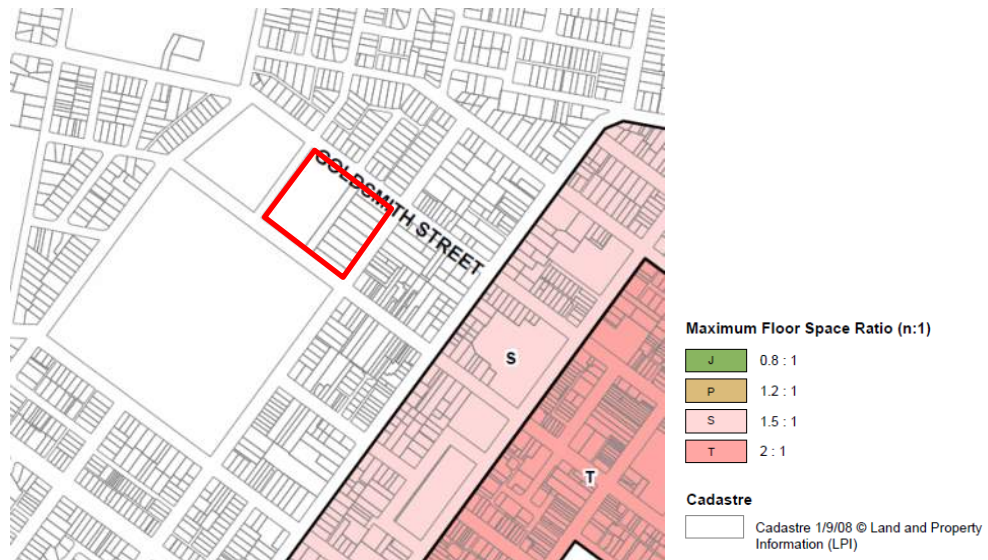 GOLDSMITH STREET
S
T
Maximum Floor Space Ratio (n:1)
J 0.8 : 1
P 1.2 : 1
S 1.5 : 1
T 2 : 1
Cadastre
Cadastre 1/9/08 © Land and Property
Information (LPI)